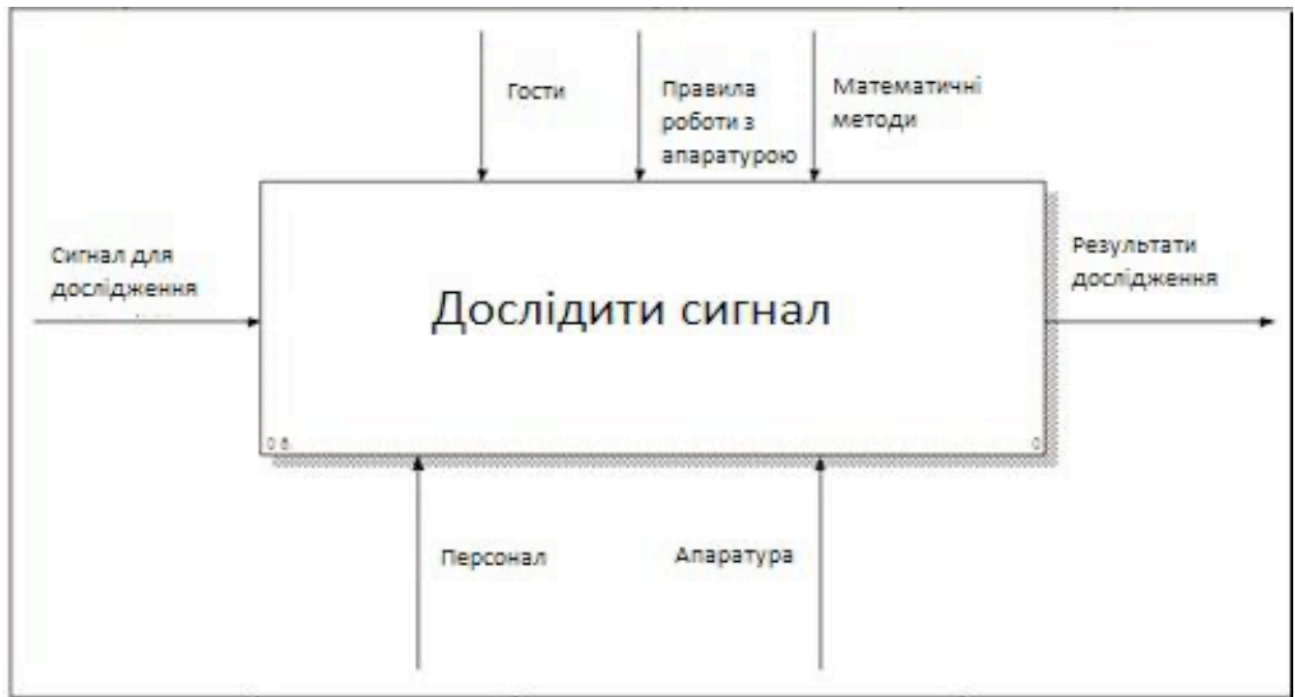 Гости
Правила
роботи з
апаратурою
Математичні
методи
Сигнал для
дослідження
Дослідити сигнал
Результати
дослідження
0
Персонал
Апаратура